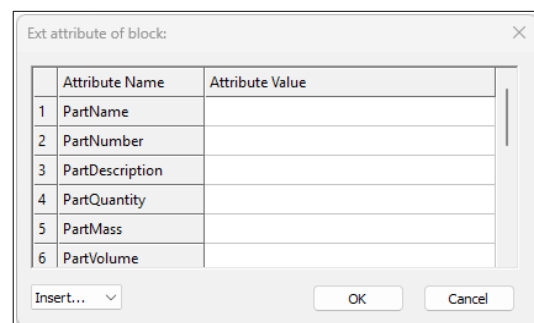 Ext attribute of block:
Attribute Name Attribute Value
1 PartName
2 PartNumber
3 PartDescription
4 PartQuantity
5 PartMass
6 PartVolume
Insert... OK Cancel